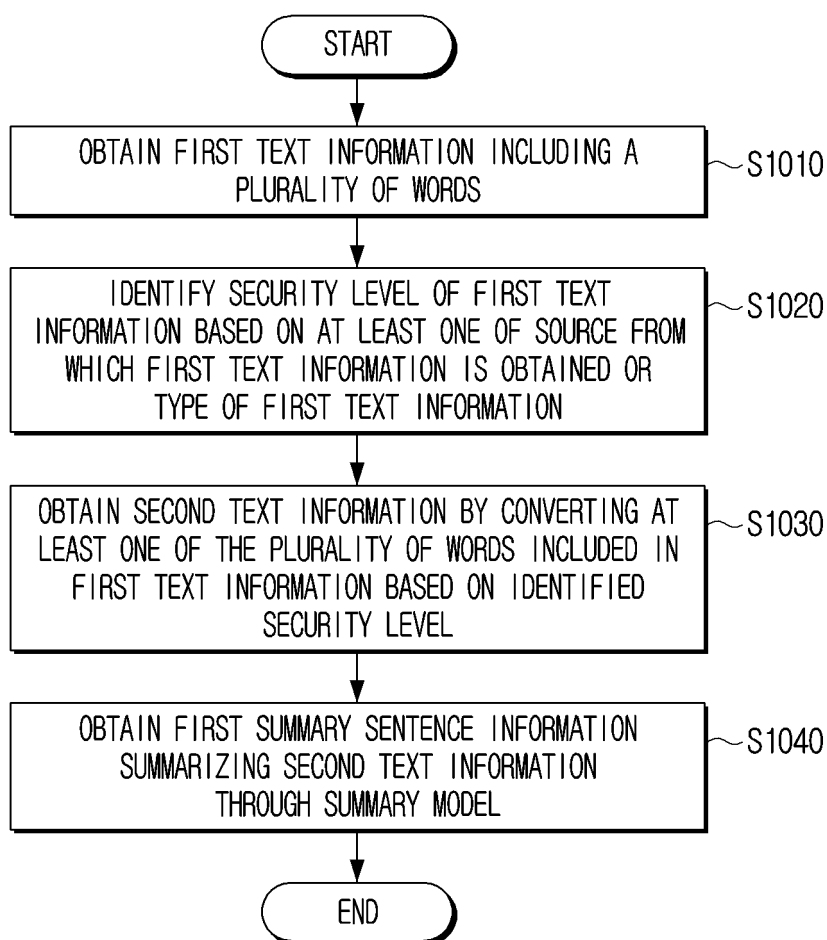 START
OBTAIN FIRST TEXT INFORMATION INCLUDING A
PLURALITY OF WORDS
S1010
IDENTIFY SECURITY LEVEL OF FIRST TEXT
INFORMATION BASED ON AT LEAST ONE OF SOURCE FROM
WHICH FIRST TEXT INFORMATION IS OBTAINED OR
TYPE OF FIRST TEXT INFORMATION
S1020
OBTAIN SECOND TEXT INFORMATION BY CONVERTING AT
LEAST ONE OF THE PLURALITY OF WORDS INCLUDED IN
FIRST TEXT INFORMATION BASED ON IDENTIFIED
SECURITY LEVEL
S1030
OBTAIN FIRST SUMMARY SENTENCE INFORMATION
SUMMARIZING SECOND TEXT INFORMATION
THROUGH SUMMARY MODEL
S1040
END